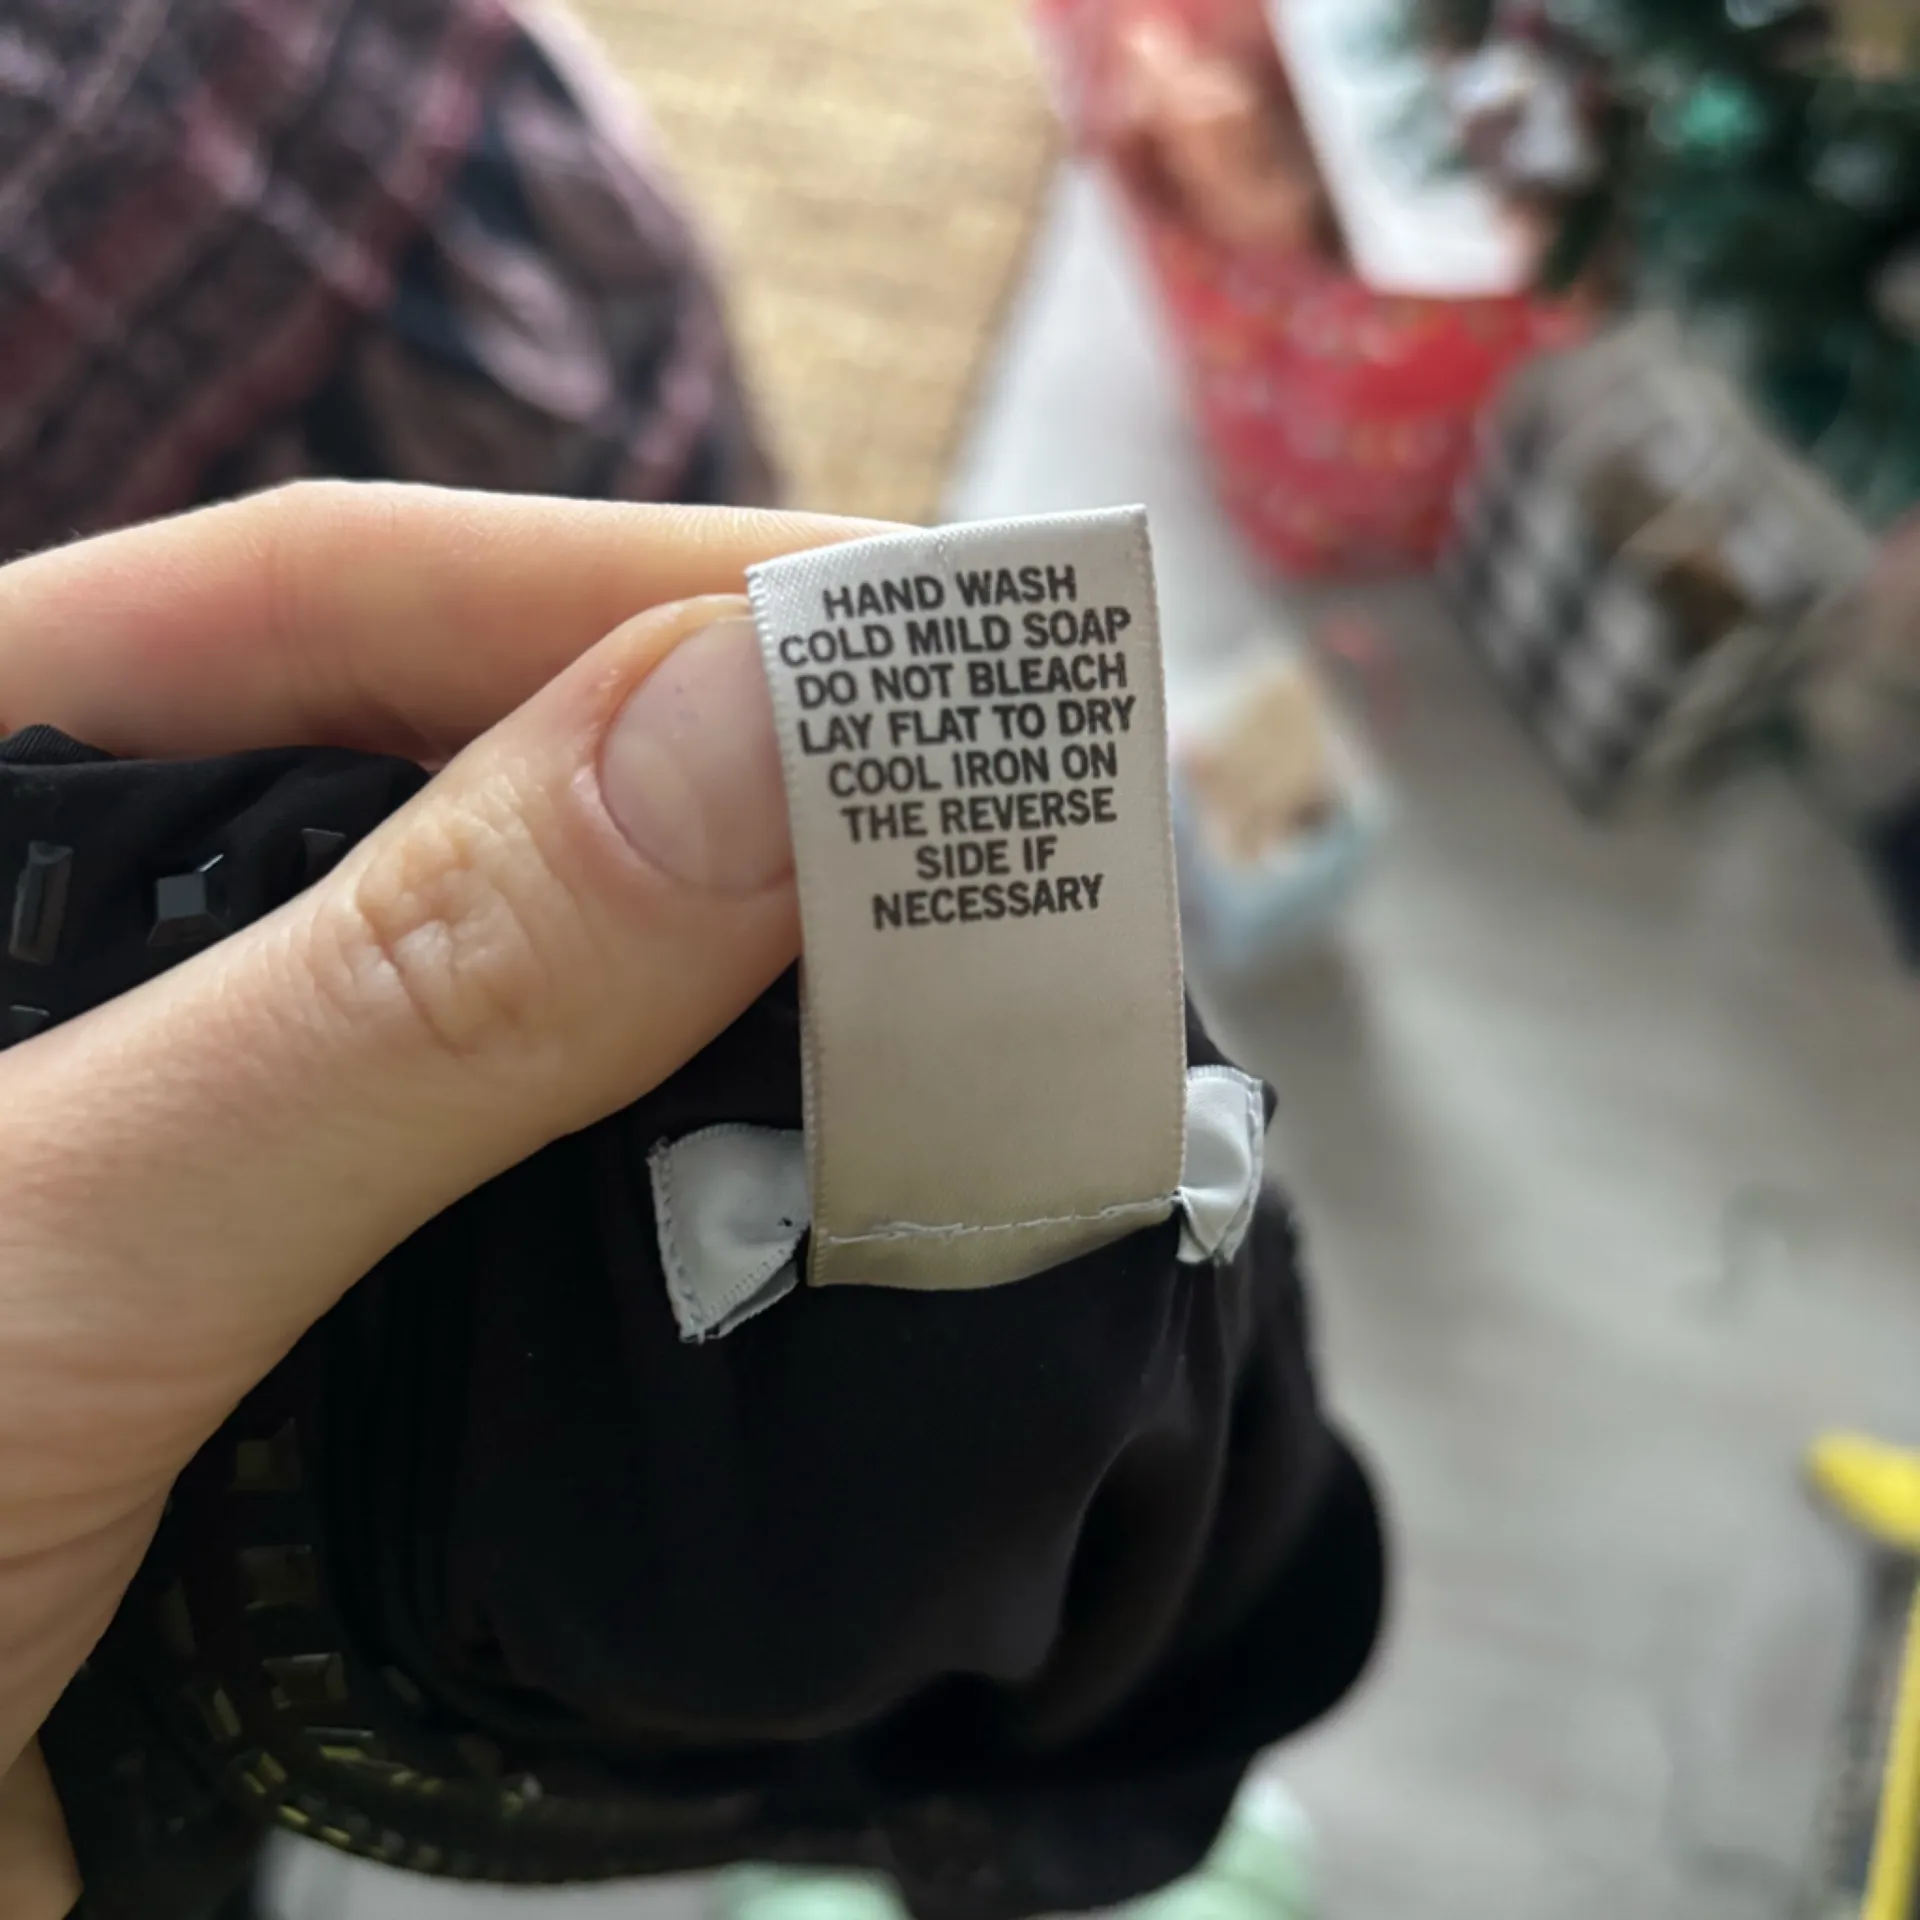 HAND WASH
COLD MILD SOAP
DO NOT BLEACH
LAY FLAT TO DRY
COOL IRON ON
THE REVERSE
SIDE IF
NECESSARY